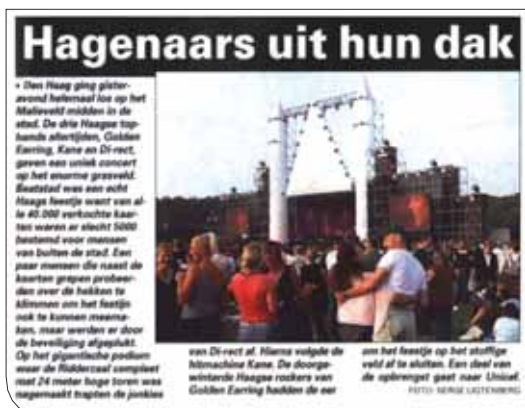 Hagenaars uit hun dak
• Den Haag ging gister-
avond helemaal los op het
Malieveld midden in de
stad. De drie Haagse top-
bands allertijden, Golden
Earring, Kane en Di-rect,
gaven een uniek concert
op het enorme grasveld.
Beatstad was een echt
Haags feestje want van al-
le 40.000 verkochte kaar-
ten waren er slecht 5000
bestemd voor mensen
van buiten de stad. Een
paar mensen die naast de
kaarten grepen probeer-
den over de hekken te
klimmen om het festijn
ook te kunnen meema-
ken, maar werden er door
de beveiliging afgeplukt.
Op het gigantische podium
waar de Ridderzaal compleet
met 24 meter hoge toren was
nagemaakt trapten de jonkies
van Di-rect af. Hierna volgde de
hitmachine Kane. De doorge-
winterde Haagse rockers van
Golden Earring hadden de eer
om het feestje op het stoffige
veld af te sluiten. Een deel van
de opbrengst gaat naar Unicef.
FOTO: SERGE LIGTENBERG